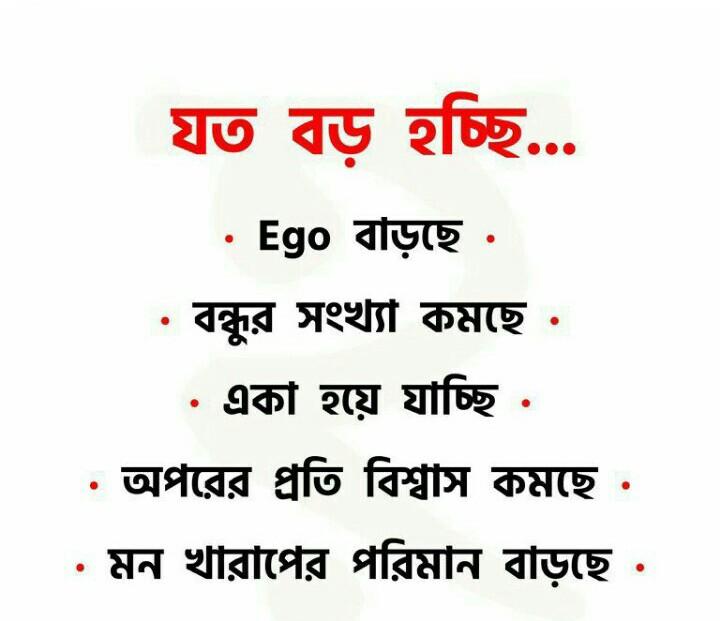 যত বড় হচ্ছি...
• Ego বাড়ছে •
• বন্ধুর সংখ্যা কমছে •
• একা হয়ে যাচ্ছি •
• অপরের প্রতি বিশ্বাস কমছে •
• মন খারাপের পরিমান বাড়ছে •